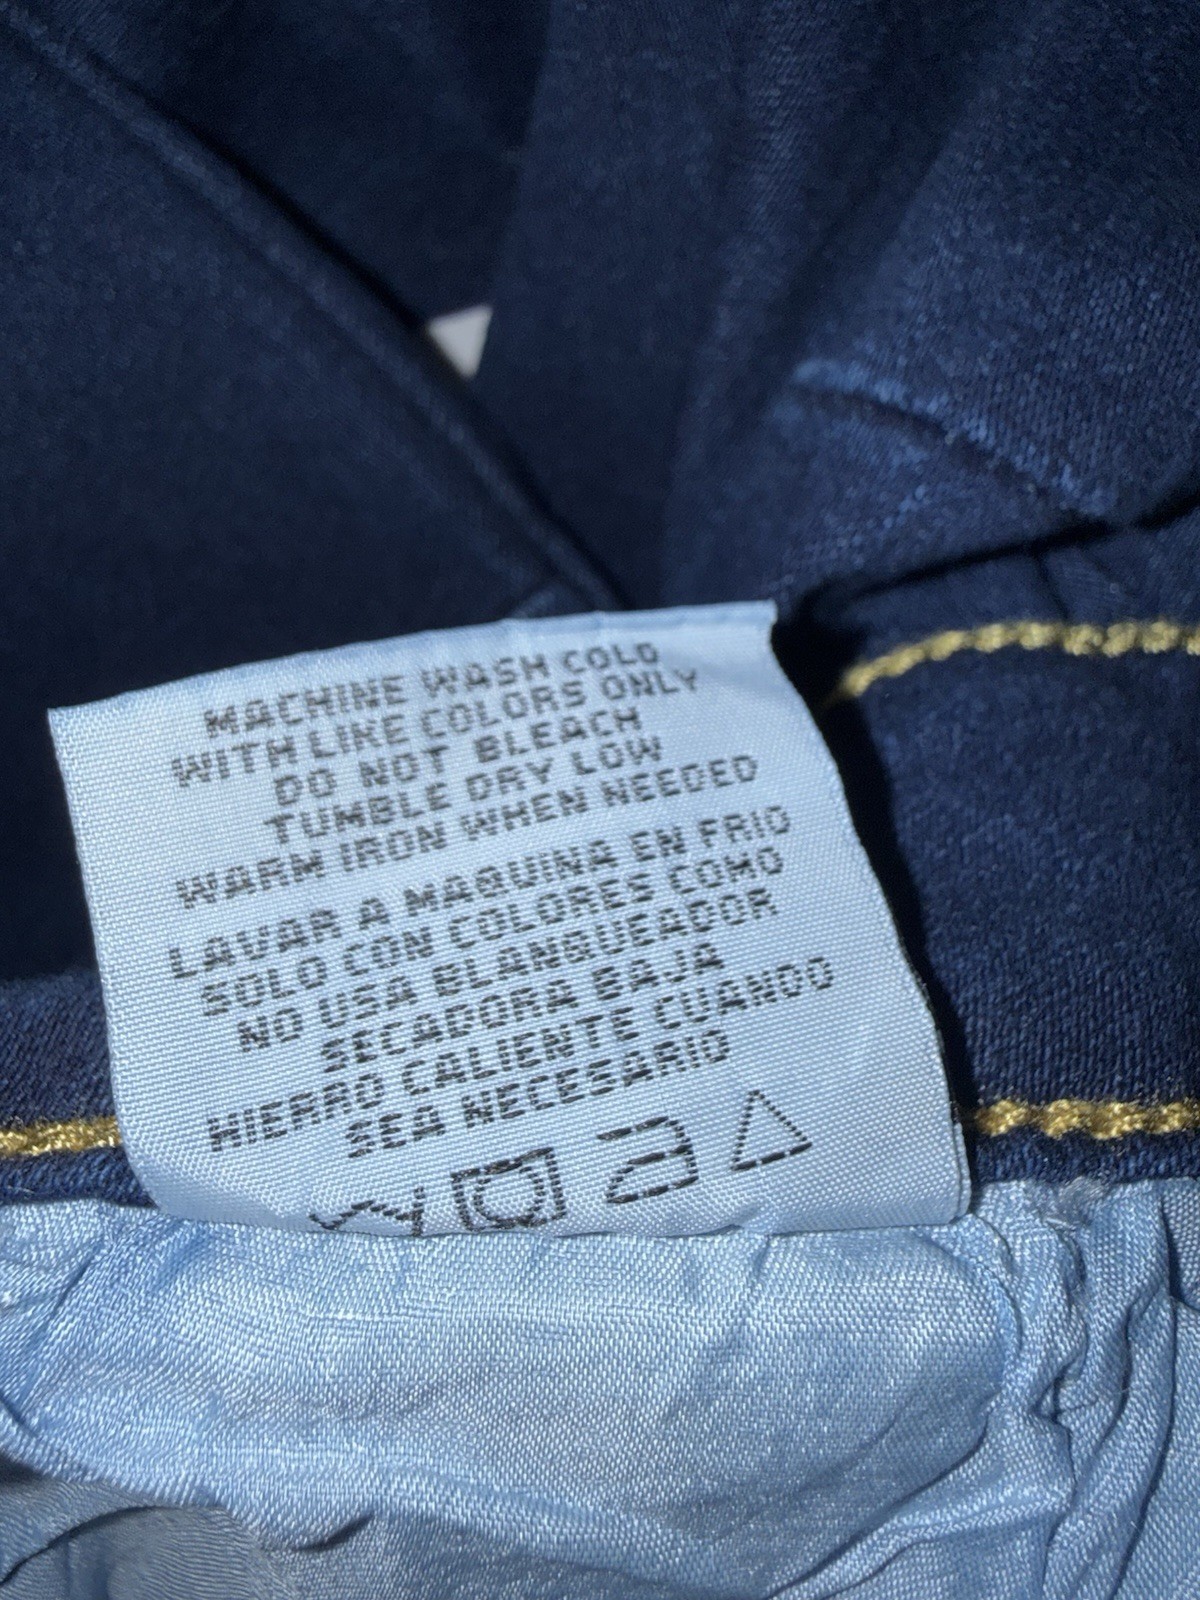 MACHINE WASH COLD
WITH LIKE COLORS ONLY
DO NOT BLEACH
TUMBLE DRY LOW
WARM IRON WHEN NEEDED
LAVAR A MAQUINA EN FRIO
SOLO CON COLORES COMO
NO USA BLANQUEADOR
SECADORA BAJA
HIERRO CALIENTE CUANDO
SEA NECESARIO